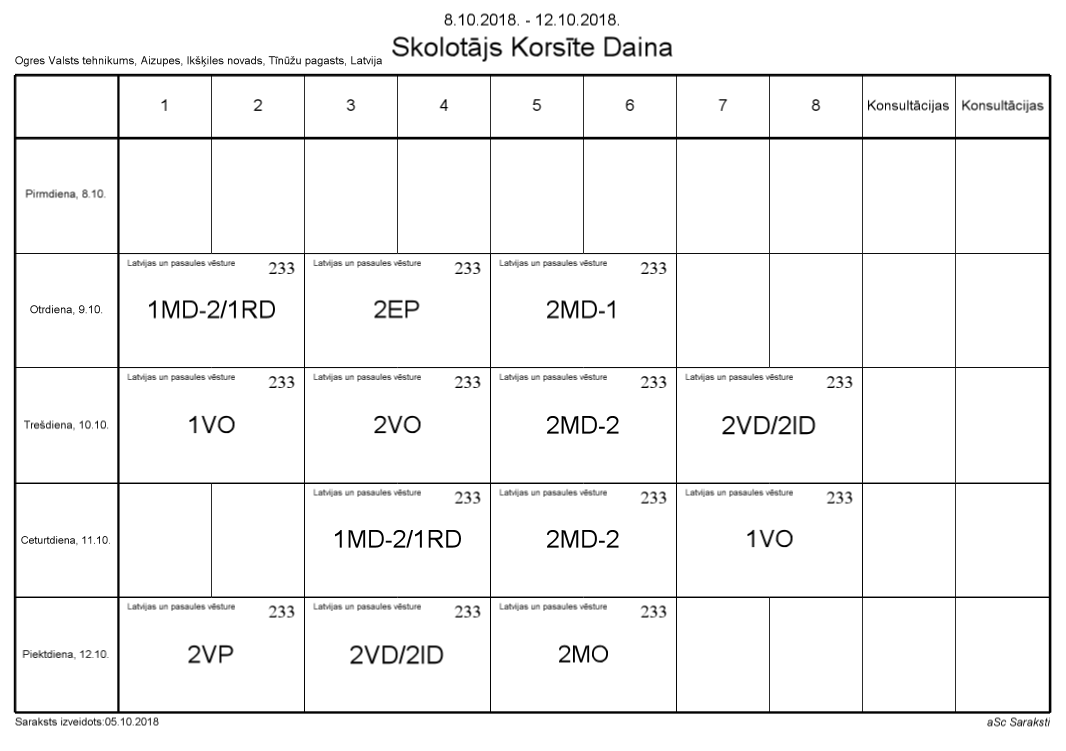 8.10.2018. - 12.10.2018.
Skolotājs Korsīte Daina
Ogres Valsts tehnikums, Aizupes, Ikšķiles novads, Tīnūžu pagasts, Latvija
1 2 3 4 5 6 7 8 Konsultācijas Konsultācijas
Pirmdiena, 8.10.
Latvijas un pasaules vēsture 233 Latvijas un pasaules vēsture 233 Latvijas un pasaules vēsture 233
Otrdiena, 9.10. 1MD-2/1RD 2EP 2MD-1
Latvijas un pasaules vēsture 233 Latvijas un pasaules vēsture 233 Latvijas un pasaules vēsture 233 Latvijas un pasaules vēsture 233
Trešdiena, 10.10. 1VO 2VO 2MD-2 2VD/2ID
Latvijas un pasaules vēsture 233 Latvijas un pasaules vēsture 233 Latvijas un pasaules vēsture 233
Ceturtdiena, 11.10. 1MD-2/1RD 2MD-2 1VO
Latvijas un pasaules vēsture 233 Latvijas un pasaules vēsture 233 Latvijas un pasaules vēsture 233
Piektdiena, 12.10. 2VP 2VD/2ID 2MO
Saraksts izveidots:05.10.2018 aSc Saraksti